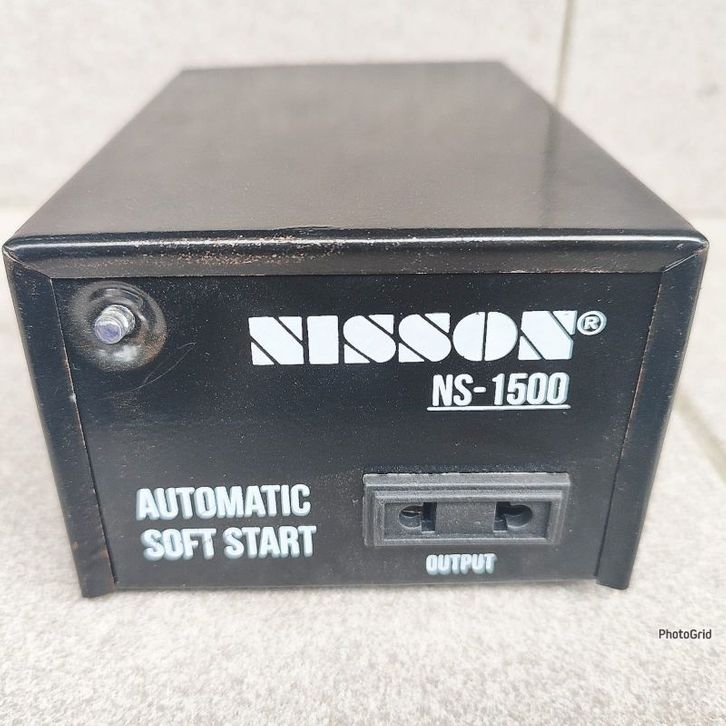 NISSON®
NS-1500
AUTOMATIC
SOFT START
OUTPUT
PhotoGrid